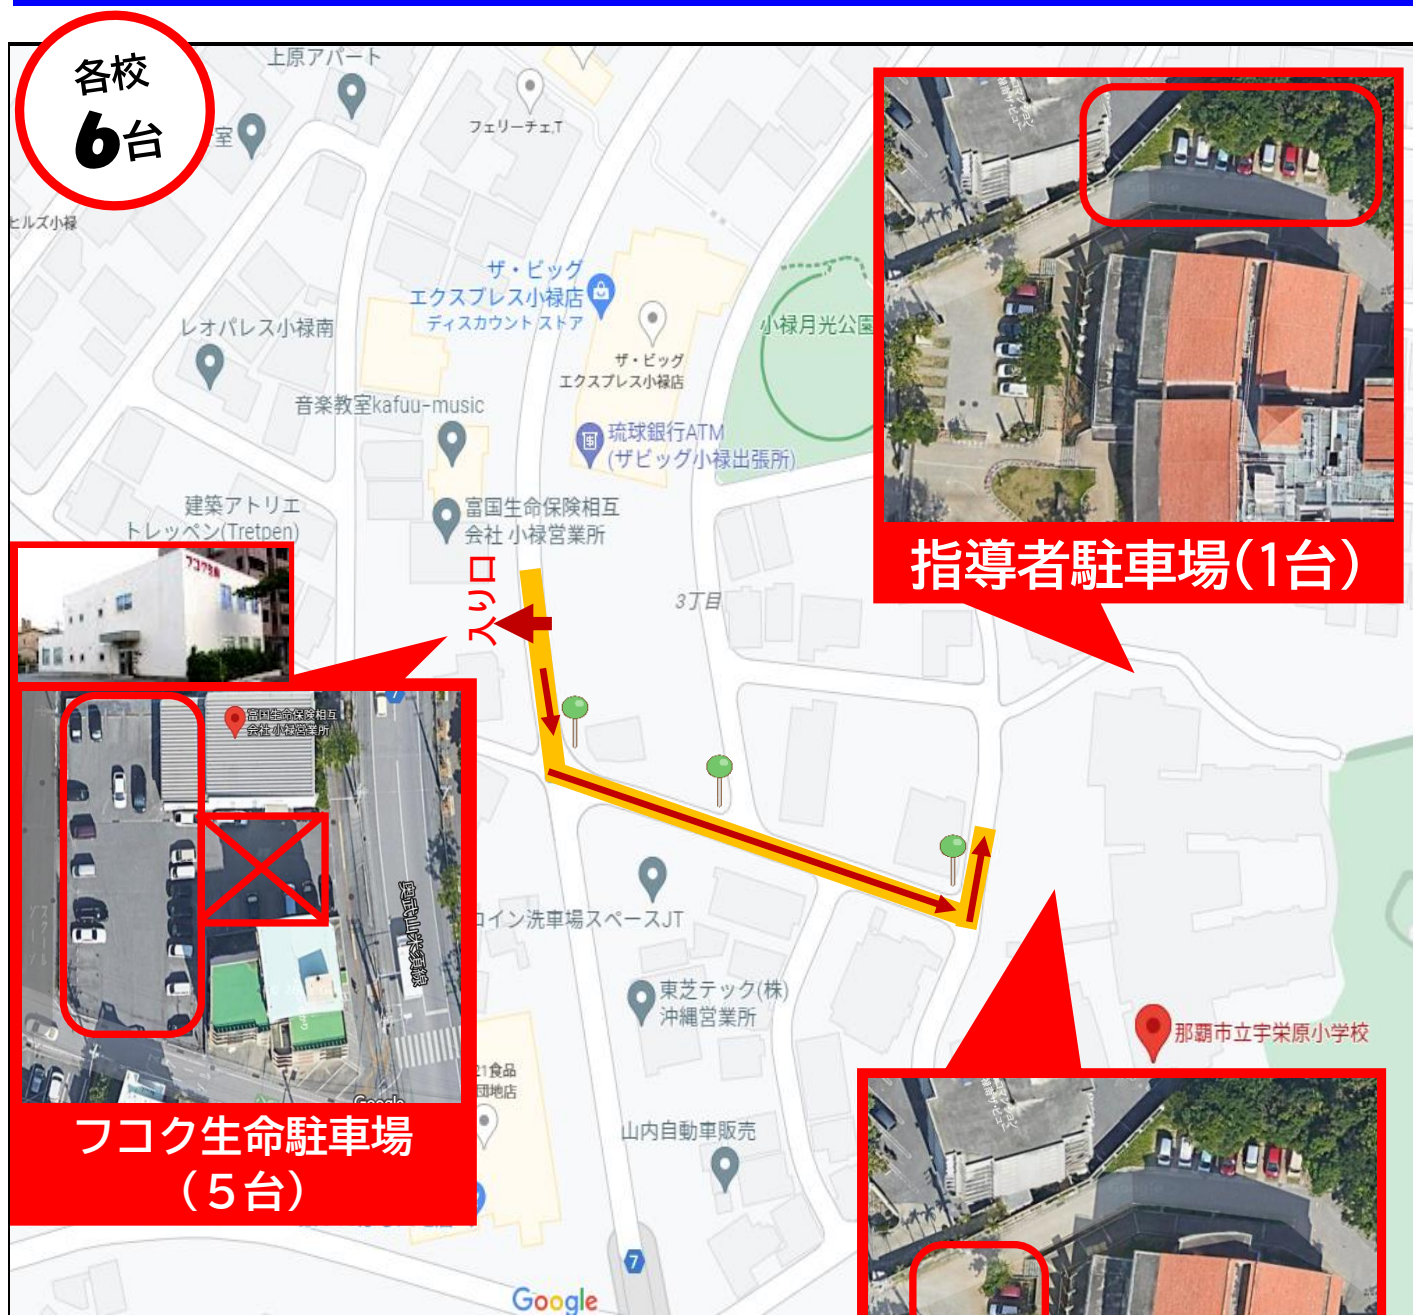 各校
6台
上原アパート
フェリーチェ,T
室
ヒルズ小禄
ザ・ビッグ
エクスプレス小禄店
ディスカウント ストア
レオパレス小禄南
ザ・ビッグ
エクスプレス小禄店
小禄月光公園
音楽教室kafuu-music
琉球銀行ATM
(ザビッグ小禄出張所)
建築アトリエ
トレッペン(Tretpen)
富国生命保険相互
会社 小禄営業所
指導者駐車場(1台)
入り口
3丁目
フコク生命
7
富国生命保険相互
会社 小禄営業所
コイン洗車場スペースJT
東芝テック(株)
沖縄営業所
那覇市立宇栄原小学校
21食品
団地店
Google
フコク生命駐車場
(5台)
山内自動車販売
7
Google